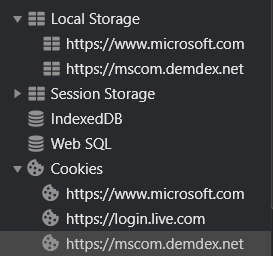 Local Storage
https://www.microsoft.com
https://mscom.demdex.net
Session Storage
IndexedDB
Web SQL
Cookies
https://www.microsoft.com
https://login.live.com
https://mscom.demdex.net